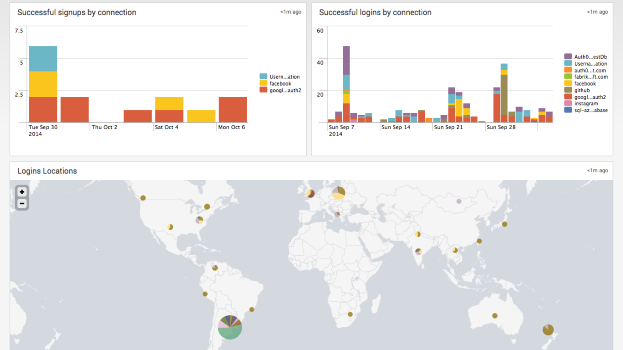 Successful signups by connection
<1m ago
7.5
5
2.5
Usern...ation
facebook
googl...auth2
Tue Sep 30
2014
Thu Oct 2
Sat Oct 4
Mon Oct 6
Successful logins by connection
<1m ago
60
40
20
Auth0...estDb
Userna...ation
auth0...t.com
fabrik...ft.com
facebook
github
googl...auth2
instagram
sql-az...abase
Sun Sep 7
2014
Sun Sep 14
Sun Sep 21
Sun Sep 28
Logins Locations
<1m ago
+
−